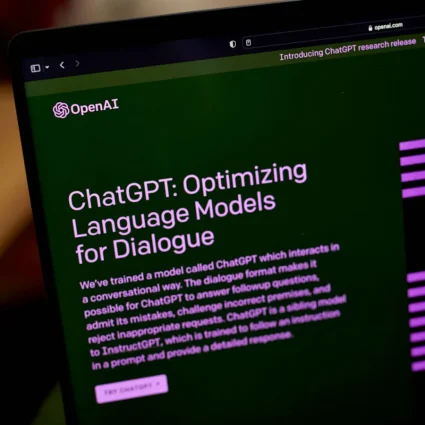 openai.com
Introducing ChatGPT research release
OpenAI
ChatGPT: Optimizing
Language Models
for Dialogue
We've trained a model called ChatGPT which interacts in
a conversational way. The dialogue format makes it
possible for ChatGPT to answer followup questions,
admit its mistakes, challenge incorrect premises, and
reject inappropriate requests. ChatGPT is a sibling model
to InstructGPT, which is trained to follow an instruction
in a prompt and provide a detailed response.
TRY CHATGPT